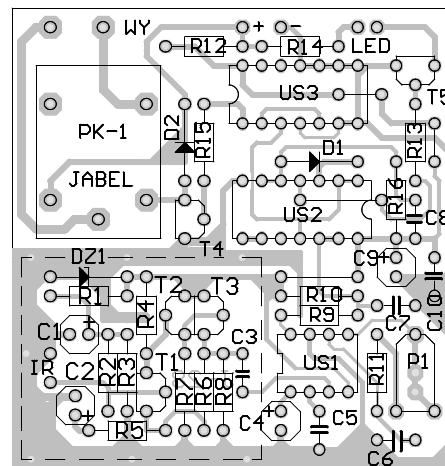 WY + - LED
R12 R14
US3 T5
PK-1 D2 R15 D1 R13
JABEL R16
US2 C8
T4
DZ1 C9+
R1 T2 T3 R10 C10
R4 R9 C7
C1 +
IR R2 R3 T1 C3 US1 R11 P1
C2 R7 R6 R8
+ C4+ C5
R5 C6